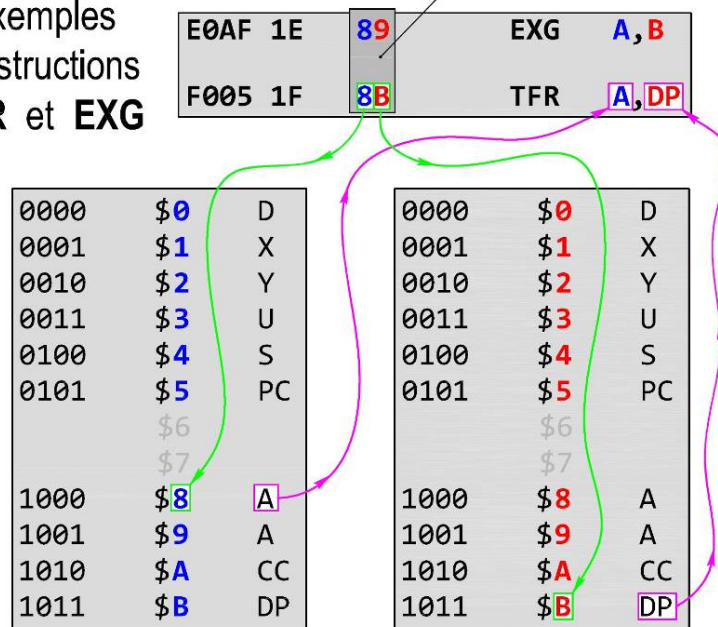 xemples
structions
R et EXG
E0AF 1E 89 EXG A,B
F005 1F 8B TFR A,DP
0000 $0 D
0001 $1 X
0010 $2 Y
0011 $3 U
0100 $4 S
0101 $5 PC
$6
$7
1000 $8 A
1001 $9 A
1010 $A CC
1011 $B DP
0000 $0 D
0001 $1 X
0010 $2 Y
0011 $3 U
0100 $4 S
0101 $5 PC
$6
$7
1000 $8 A
1001 $9 A
1010 $A CC
1011 $B DP